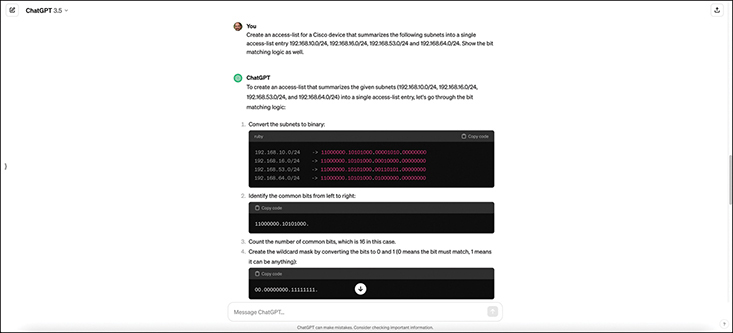 ChatGPT 3.5
You
Create an access-list for a Cisco device that summarizes the following subnets into a single
access-list entry 192.168.10.0/24, 192.168.16.0/24, 192.168.53.0/24 and 192.168.64.0/24. Show the bit
matching logic as well.
ChatGPT
To create an access-list that summarizes the given subnets (192.168.10.0/24, 192.168.16.0/24,
192.168.53.0/24, and 192.168.64.0/24) into a single access-list entry, let's go through the bit
matching logic:
1. Convert the subnets to binary:
ruby Copy code
192.168.10.0/24 -> 11000000.10101000.00001010.00000000
192.168.16.0/24 -> 11000000.10101000.00010000.00000000
192.168.53.0/24 -> 11000000.10101000.00110101.00000000
192.168.64.0/24 -> 11000000.10101000.01000000.00000000
2. Identify the common bits from left to right:
Copy code
11000000.10101000.
3. Count the number of common bits, which is 16 in this case.
4. Create the wildcard mask by converting the bits to 0 and 1 (0 means the bit must match, 1 means
it can be anything):
Copy code
00.00000000.11111111.
Message ChatGPT...
ChatGPT can make mistakes. Consider checking important information.
?
)